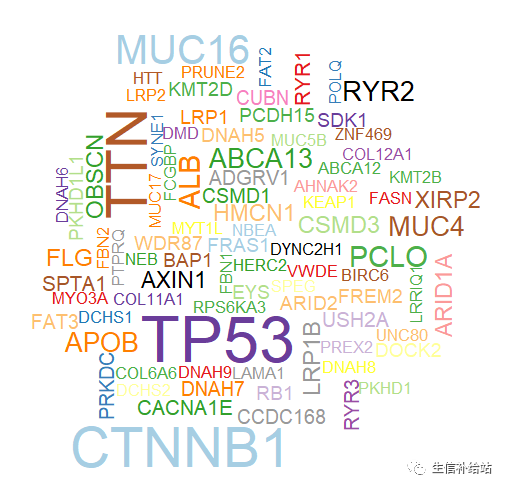 MUC16
HTT
PRUNE2
FAT2
LRP2
KMT2D
CUBN
RYR1
POLQ
RYR2
TTN
SYNE1
LRP1
PCDH15
SDK1
DMD
DNAH5
MUC5B
ZNF469
OBSCN
PKHD1L1
DNAH6
FCGBP
ABCA13
COL12A1
ABCA12
KMT2B
MUC17
ALB
ADGRV1
AHNAK2
FASN
XIRP2
CSMD1
KEAP1
HMCN1
CSMD3
MUC4
MYT1L
NBEA
FBN2
PTPRQ
WDR87
FRAS1
DYNC2H1
PCLO
FLG
NEB
BAP1
FBN1
HERC2
VWDE
BIRC6
LRRIQ1
ARID1A
SPTA1
AXIN1
EYS
SPEG
MYO3A
COL11A1
RPS6KA3
ARID2
FREM2
FAT3
DCHS1
TP53
LRP1B
USH2A
UNC80
APOB
PREX2
DOCK2
PRKDC
COL6A6
DNAH9
LAMA1
DNAH8
DCHS2
DNAH7
RB1
RYR3
PKHD1
CACNA1E
CCDC168
CTNNB1
生信补给站